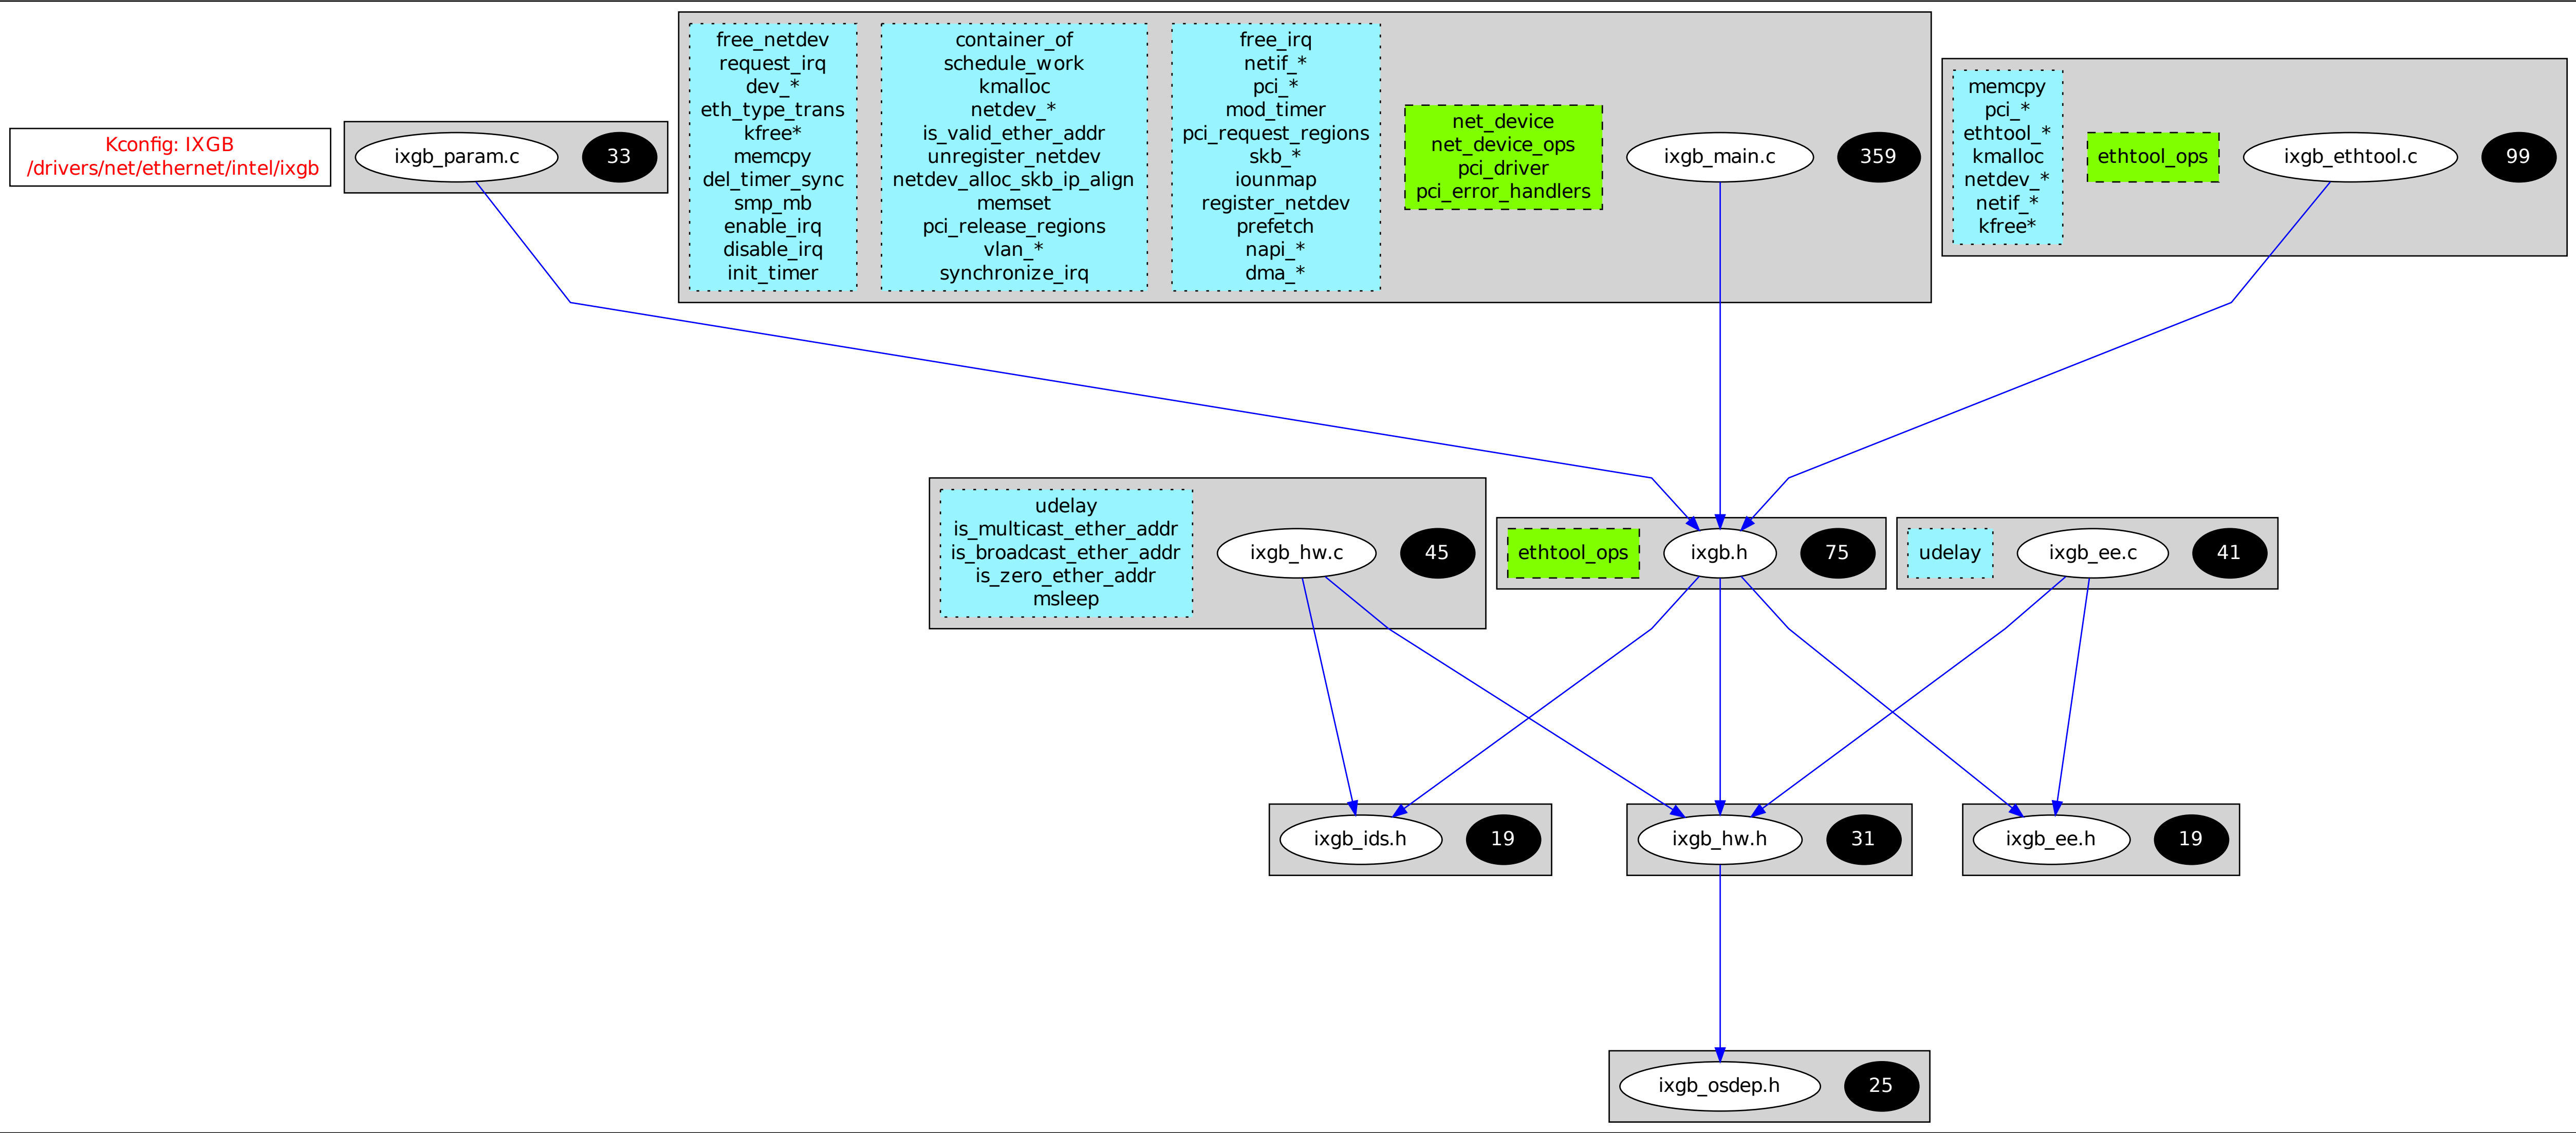 Kconfig: IXGB
/drivers/net/ethernet/intel/ixgb
ixgb_param.c
33
free_netdev
request_irq
dev_*
eth_type_trans
kfree*
memcpy
del_timer_sync
smp_mb
enable_irq
disable_irq
init_timer
container_of
schedule_work
kmalloc
netdev_*
is_valid_ether_addr
unregister_netdev
netdev_alloc_skb_ip_align
memset
pci_release_regions
vlan_*
synchronize_irq
free_irq
netif_*
pci_*
mod_timer
pci_request_regions
skb_*
iounmap
register_netdev
prefetch
napi_*
dma_*
net_device
net_device_ops
pci_driver
pci_error_handlers
ixgb_main.c
359
memcpy
pci_*
ethtool_*
kmalloc
netdev_*
netif_*
kfree*
ethtool_ops
ixgb_ethtool.c
99
udelay
is_multicast_ether_addr
is_broadcast_ether_addr
is_zero_ether_addr
msleep
ixgb_hw.c
45
ethtool_ops
ixgb.h
75
udelay
ixgb_ee.c
41
ixgb_ids.h
19
ixgb_hw.h
31
ixgb_ee.h
19
ixgb_osdep.h
25